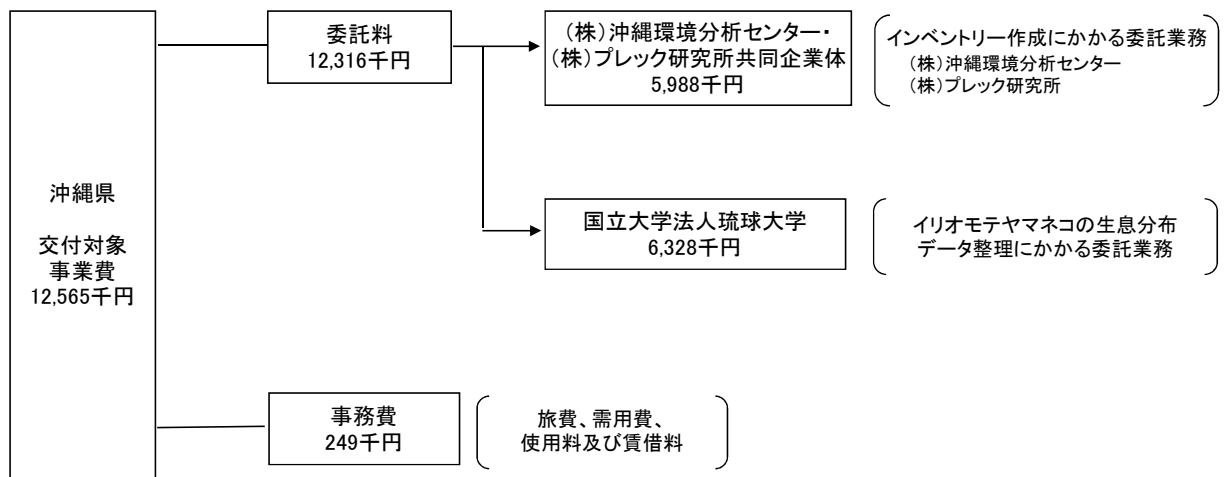 沖縄県
交付対象
事業費
12,565千円
委託料
12,316千円
(株)沖縄環境分析センター・
(株)プレック研究所共同企業体
5,988千円
インベントリー作成にかかる委託業務
(株)沖縄環境分析センター
(株)プレック研究所
国立大学法人琉球大学
6,328千円
イリオモテヤマネコの生息分布
データ整理にかかる委託業務
事務費
249千円
旅費、需用費、
使用料及び賃借料